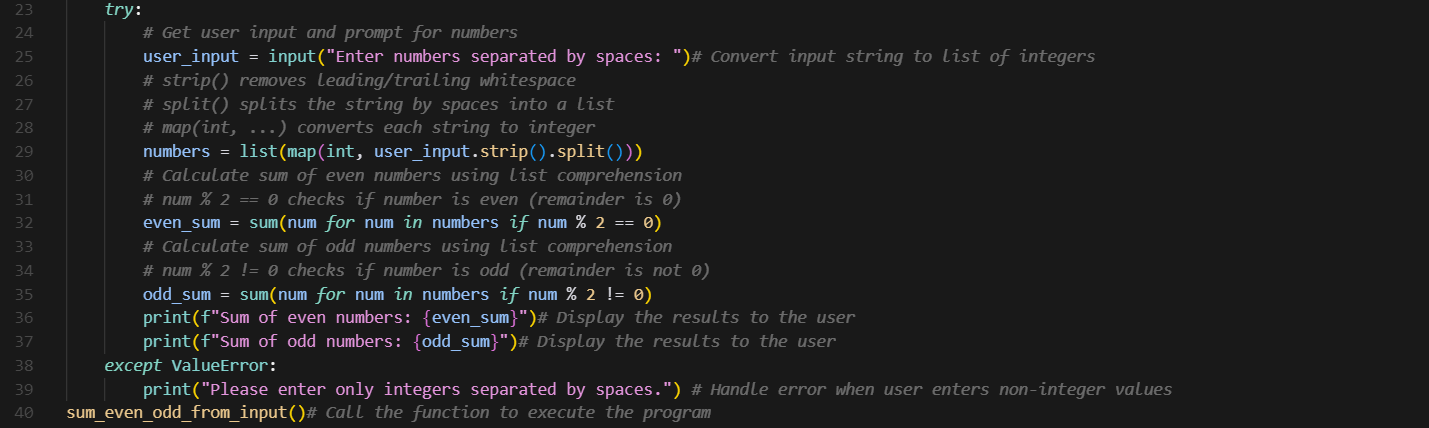 23 try:
24 # Get user input and prompt for numbers
25 user_input = input("Enter numbers separated by spaces: ")# Convert input string to list of integers
26 # strip() removes leading/trailing whitespace
27 # split() splits the string by spaces into a list
28 # map(int, ...) converts each string to integer
29 numbers = list(map(int, user_input.strip().split()))
30 # Calculate sum of even numbers using list comprehension
31 # num % 2 == 0 checks if number is even (remainder is 0)
32 even_sum = sum(num for num in numbers if num % 2 == 0)
33 # Calculate sum of odd numbers using list comprehension
34 # num % 2 != 0 checks if number is odd (remainder is not 0)
35 odd_sum = sum(num for num in numbers if num % 2 != 0)
36 print(f"Sum of even numbers: {even_sum}")# Display the results to the user
37 print(f"Sum of odd numbers: {odd_sum}")# Display the results to the user
38 except ValueError:
39 print("Please enter only integers separated by spaces.") # Handle error when user enters non-integer values
40 sum_even_odd_from_input()# Call the function to execute the program